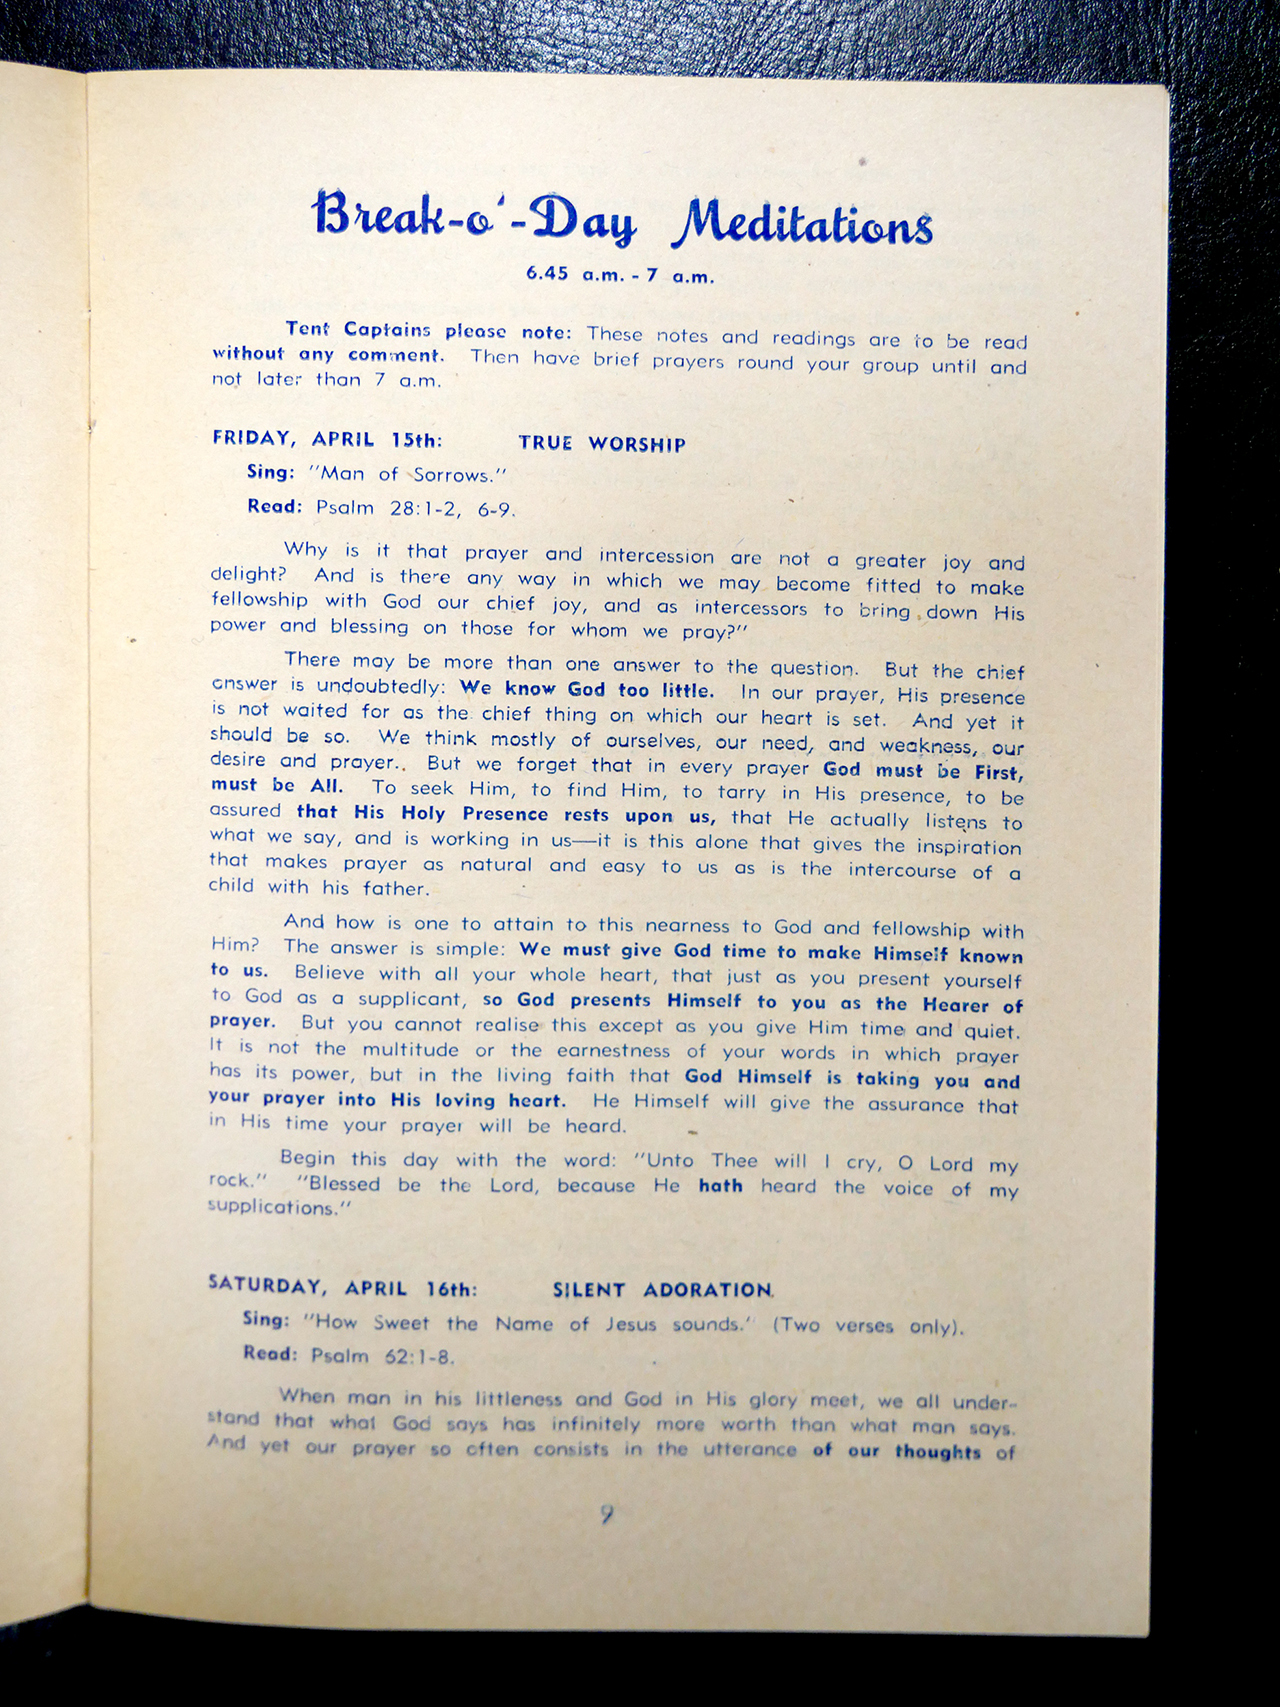 Break-o'-Day Meditations
6.45 a.m. - 7 a.m.
Tent Captains please note: These notes and readings are to be read
without any comment. Then have brief prayers round your group until and
not later than 7 a.m.
FRIDAY, APRIL 15th: TRUE WORSHIP
Sing: "Man of Sorrows."
Read: Psalm 28:1-2, 6-9.
Why is it that prayer and intercession are not a greater joy and
delight? And is there any way in which we may become fitted to make
fellowship with God our chief joy, and as intercessors to bring down His
power and blessing on those for whom we pray?"
There may be more than one answer to the question. But the chief
answer is undoubtedly: We know God too little. In our prayer, His presence
is not waited for as the chief thing on which our heart is set. And yet it
should be so. We think mostly of ourselves, our need, and weakness, our
desire and prayer.. But we forget that in every prayer God must be First,
must be All. To seek Him, to find Him, to tarry in His presence, to be
assured that His Holy Presence rests upon us, that He actually listens to
what we say, and is working in us—it is this alone that gives the inspiration
that makes prayer as natural and easy to us as is the intercourse of a
child with his father.
And how is one to attain to this nearness to God and fellowship with
Him? The answer is simple: We must give God time to make Himself known
to us. Believe with all your whole heart, that just as you present yourself
to God as a supplicant, so God presents Himself to you as the Hearer of
prayer. But you cannot realise this except as you give Him time and quiet.
It is not the multitude or the earnestness of your words in which prayer
has its power, but in the living faith that God Himself is taking you and
your prayer into His loving heart. He Himself will give the assurance that
in His time your prayer will be heard.
Begin this day with the word: "Unto Thee will I cry, O Lord my
rock." "Blessed be the Lord, because He hath heard the voice of my
supplications."
SATURDAY, APRIL 16th: SILENT ADORATION.
Sing: "How Sweet the Name of Jesus sounds." (Two verses only).
Read: Psalm 62:1-8.
When man in his littleness and God in His glory meet, we all under-
stand that what God says has infinitely more worth than what man says.
And yet our prayer so often consists in the utterance of our thoughts of
9